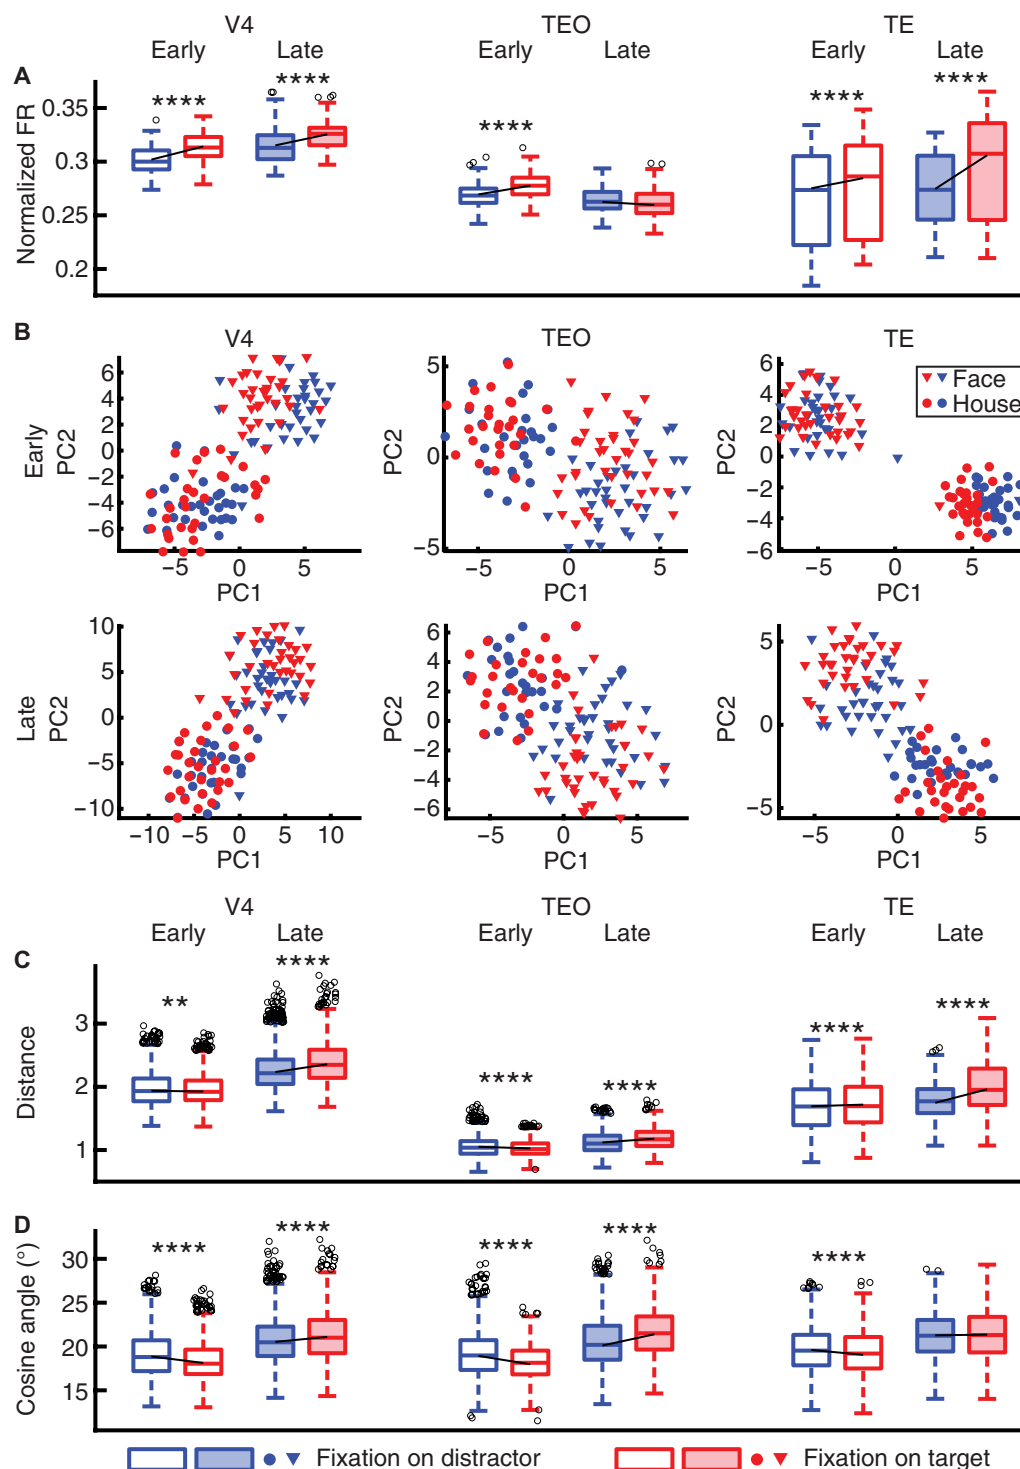 V4 TEO TE
Early Late Early Late Early Late
A
**** **** **** **** ****
Normalized FR
0.35
0.3
0.25
0.2
B
V4 TEO TE
Early
PC2
6
4
2
0
−2
−4
−6
−5 0 5
PC1
PC2
5
0
−5
−5 0 5
PC1
PC2
6
4
2
0
−2
−4
−6
−5 0 5
PC1
Face
House
Late
PC2
10
5
0
−5
−10
−10 −5 0 5 10
PC1
6
4
2
0
−2
−4
−6
−5 0 5
PC1
5
0
−5
−5 0 5
PC1
V4 TEO TE
Early Late Early Late Early Late
C
** **** **** **** **** ****
Distance
3
2
1
D
**** **** **** **** ****
Cosine angle (°)
30
25
20
15
Fixation on distractor Fixation on target